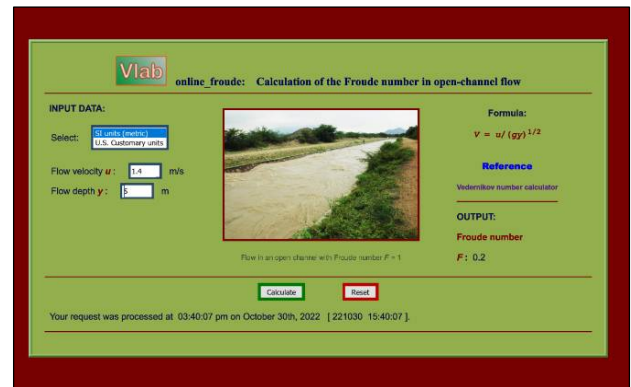 Vlab
online_froude: Calculation of the Froude number in open-channel flow
INPUT DATA:
Select:
SI units (metric)
U.S. Customary units
Flow velocity u : 1.4 m/s
Flow depth y : 5 m
Flow in an open channel with Froude number F = 1
Formula:
V = u/(gy)1/2
Reference
Vedernikov number calculator
OUTPUT:
Froude number
F : 0.2
Calculate Reset
Your request was processed at 03:40:07 pm on October 30th, 2022 [ 221030 15:40:07 ].